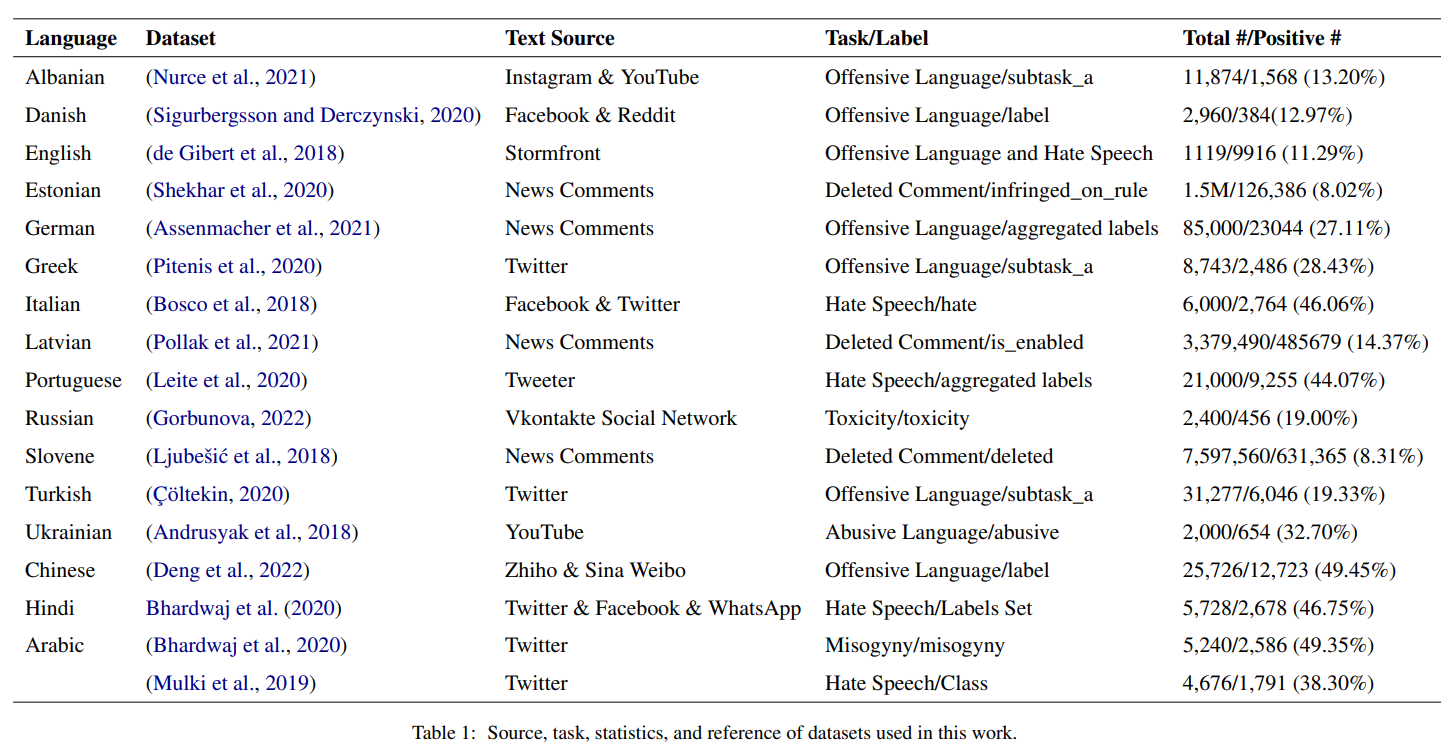 Language Dataset Text Source Task/Label Total #/Positive #
Albanian (Nurce et al., 2021) Instagram & YouTube Offensive Language/subtask_a 11,874/1,568 (13.20%)
Danish (Sigurbergsson and Derczynski, 2020) Facebook & Reddit Offensive Language/label 2,960/384(12.97%)
English (de Gibert et al., 2018) Stormfront Offensive Language and Hate Speech 1119/9916 (11.29%)
Estonian (Shekhar et al., 2020) News Comments Deleted Comment/infringed_on_rule 1.5M/126,386 (8.02%)
German (Assenmacher et al., 2021) News Comments Offensive Language/aggregated labels 85,000/23044 (27.11%)
Greek (Pitenis et al., 2020) Twitter Offensive Language/subtask_a 8,743/2,486 (28.43%)
Italian (Bosco et al., 2018) Facebook & Twitter Hate Speech/hate 6,000/2,764 (46.06%)
Latvian (Pollak et al., 2021) News Comments Deleted Comment/is_enabled 3,379,490/485679 (14.37%)
Portuguese (Leite et al., 2020) Tweeter Hate Speech/aggregated labels 21,000/9,255 (44.07%)
Russian (Gorbunova, 2022) Vkontakte Social Network Toxicity/toxicity 2,400/456 (19.00%)
Slovene (Ljubešić et al., 2018) News Comments Deleted Comment/deleted 7,597,560/631,365 (8.31%)
Turkish (Çöltekin, 2020) Twitter Offensive Language/subtask_a 31,277/6,046 (19.33%)
Ukrainian (Andrusyak et al., 2018) YouTube Abusive Language/abusive 2,000/654 (32.70%)
Chinese (Deng et al., 2022) Zhiho & Sina Weibo Offensive Language/label 25,726/12,723 (49.45%)
Hindi Bhardwaj et al. (2020) Twitter & Facebook & WhatsApp Hate Speech/Labels Set 5,728/2,678 (46.75%)
Arabic (Bhardwaj et al., 2020) Twitter Misogyny/misogyny 5,240/2,586 (49.35%)
(Mulki et al., 2019) Twitter Hate Speech/Class 4,676/1,791 (38.30%)
Table 1: Source, task, statistics, and reference of datasets used in this work.